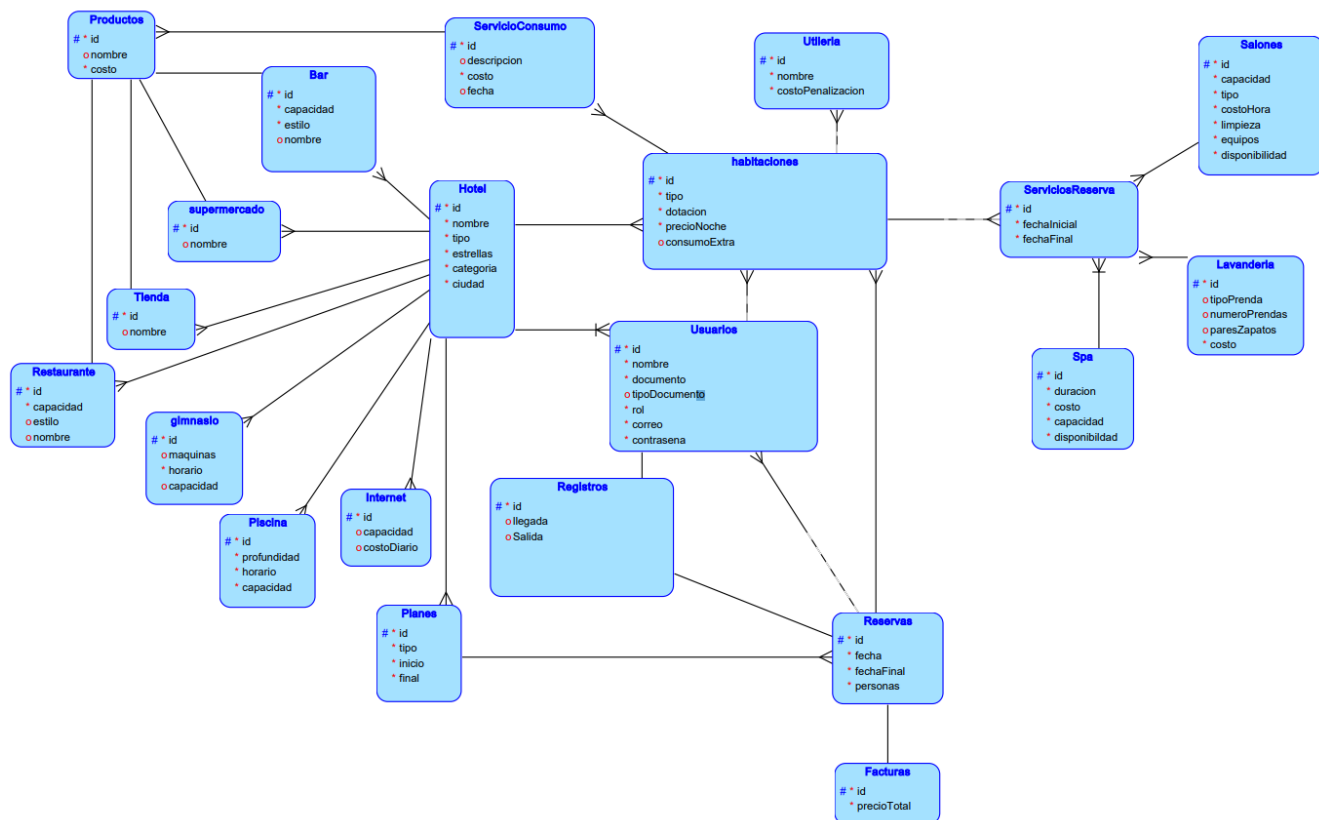 Productos
# * id
o nombre
* costo
ServicioConsumo
# * id
o descripcion
* costo
o fecha
Utileria
# * id
* nombre
* costoPenalizacion
Salones
# * id
* capacidad
* tipo
* costoHora
* limpieza
* equipos
* disponibilidad
Bar
# * id
* capacidad
* estilo
o nombre
habitaciones
# * id
* tipo
* dotacion
* precioNoche
o consumoExtra
Hotel
# * id
* nombre
* tipo
* estrellas
* categoria
* ciudad
ServiciosReserva
# * id
* fechaInicial
* fechaFinal
supermercado
# * id
o nombre
Lavanderia
# * id
o tipoPrenda
o numeroPrendas
o paresZapatos
* costo
Tienda
# * id
o nombre
Usuarios
# * id
* nombre
* documento
o tipoDocumento
* rol
* correo
* contrasena
Spa
# * id
* duracion
* costo
* capacidad
* disponibildad
Restaurante
# * id
* capacidad
o estilo
o nombre
gimnasio
# * id
o maquinas
* horario
o capacidad
Registros
# * id
o llegada
o Salida
Internet
# * id
o capacidad
o costoDiario
Piscina
# * id
* profundidad
* horario
* capacidad
Planes
# * id
* tipo
* inicio
* final
Reservas
# * id
* fecha
* fechaFinal
* personas
Facturas
# * id
* precioTotal